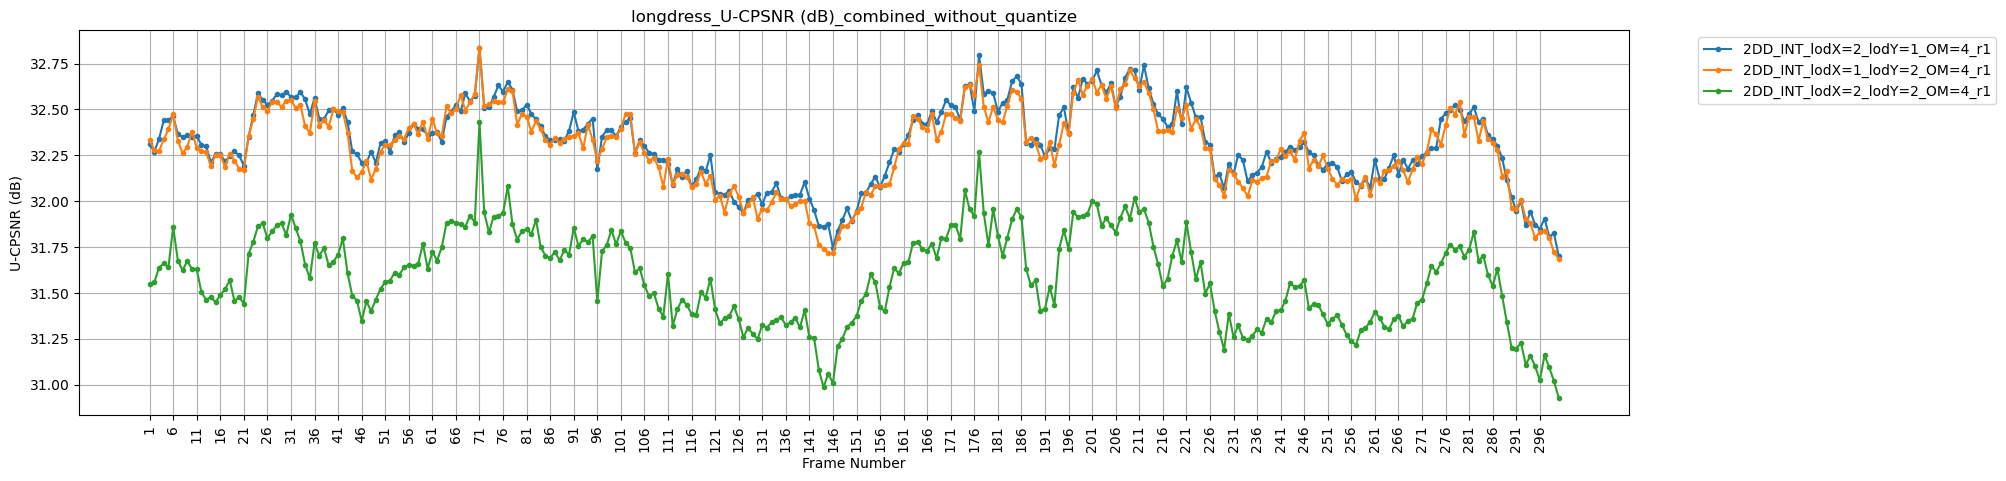 longdress_U-CPSNR (dB)_combined_without_quantize
2DD_INT_lodX=2_lodY=1_OM=4_r1
2DD_INT_lodX=1_lodY=2_OM=4_r1
2DD_INT_lodX=2_lodY=2_OM=4_r1
U-CPSNR (dB)
32.75
32.50
32.25
32.00
31.75
31.50
31.25
31.00
1 6 11 16 21 26 31 36 41 46 51 56 61 66 71 76 81 86 91 96 101 106 111 116 121 126 131 136 141 146 151 156 161 166 171 176 181 186 191 196 201 206 211 216 221 226 231 236 241 246 251 256 261 266 271 276 281 286 291 296
Frame Number